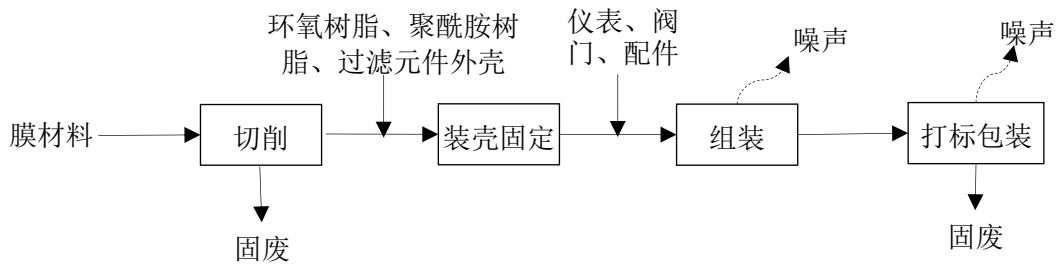 环氧树脂、聚酰胺树
脂、过滤元件外壳
仪表、阀
门、配件
噪声
噪声
膜材料
切削
装壳固定
组装
打标包装
固废
固废